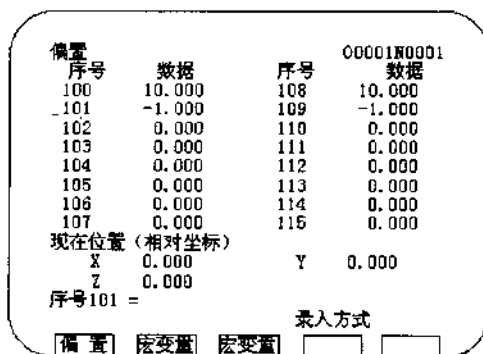 偏置 O0001N0001
序号 数据 序号 数据
100 10.000 108 10.000
_101 -1.000 109 -1.000
102 0.000 110 0.000
103 0.000 111 0.000
104 0.000 112 0.000
105 0.000 113 0.000
106 0.000 114 0.000
107 0.000 115 0.000
现在位置（相对坐标）
X 0.000 Y 0.000
Z 0.000
序号101 =
录入方式
偏置 宏变量 宏变量